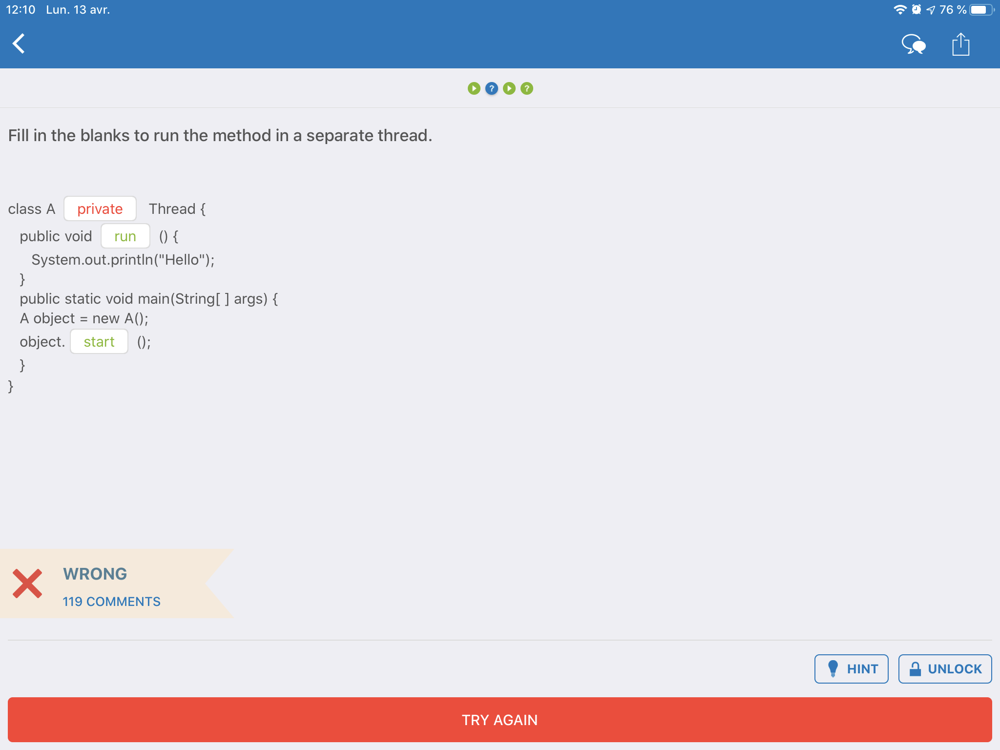 12:10 Lun. 13 avr. 76 %
? ?
Fill in the blanks to run the method in a separate thread.
class A private Thread {
public void run () {
System.out.println("Hello");
}
public static void main(String[ ] args) {
A object = new A();
object. start ();
}
}
WRONG
119 COMMENTS
HINT UNLOCK
TRY AGAIN